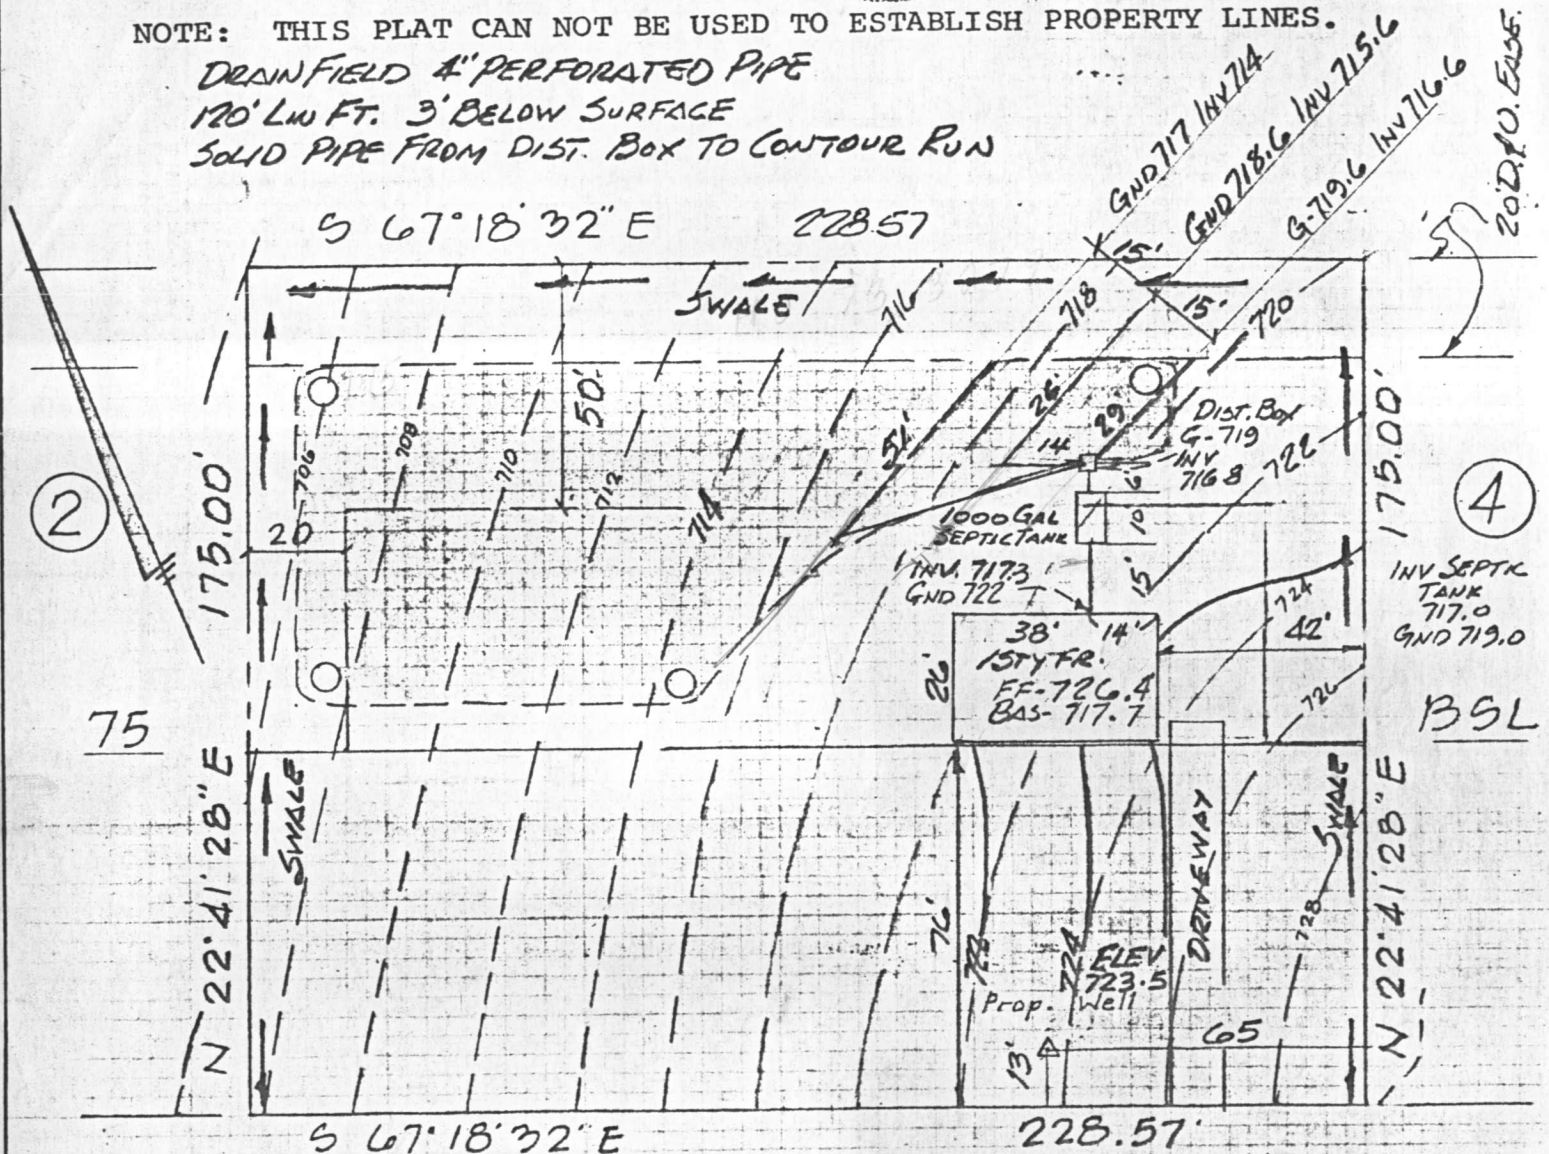 NOTE: THIS PLAT CAN NOT BE USED TO ESTABLISH PROPERTY LINES.
DRAINFIELD 4" PERFORATED PIPE
120' LIN FT. 3' BELOW SURFACE
SOLID PIPE FROM DIST. BOX TO CONTOUR RUN
GND 717 INV 714
GND 718.6 INV 715.6
G-719.6 INV 716.6
20' D.&U. EASE.
5'
S 67° 18' 32" E 228.57
15'
15'
SWALE
716
718
720
50'
706
708
710
712
714
51'
26'
29'
14
DIST. BOX
G-719
INV
716.8
722
6'
10'
1000 GAL
SEPTIC TANK
INV. 717.3
GND 722
15'
2
4
175.00'
175.00'
20
INV SEPTIC
TANK
717.0
GND 719.0
724
42'
38' 14'
1 STY FR.
FF-726.4
BAS-717.7
26'
726
75
BSL
N 22° 41' 28" E
SWALE
76'
722
724
ELEV
723.5
Prop. Well
13'
65
DRIVEWAY
728
SWALE
N 22° 41' 28" E
S 67° 18' 32" E
228.57'